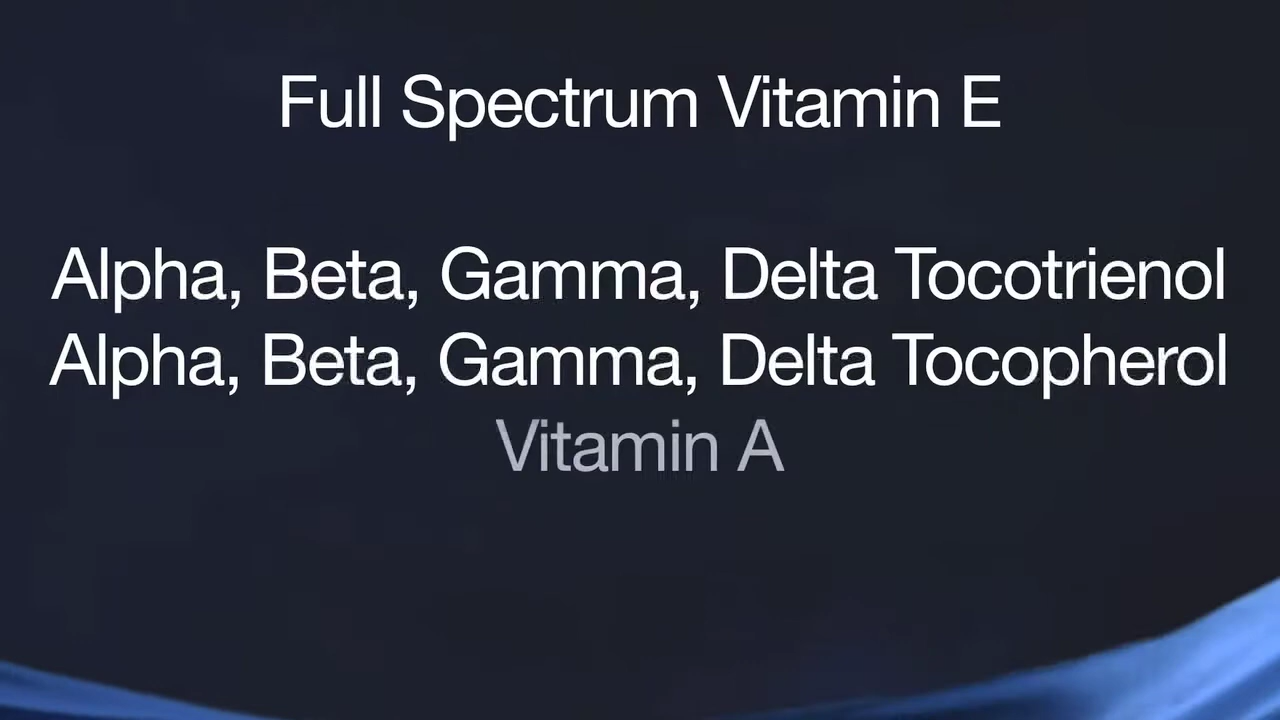 Full Spectrum Vitamin E
Alpha, Beta, Gamma, Delta Tocotrienol
Alpha, Beta, Gamma, Delta Tocopherol
Vitamin A